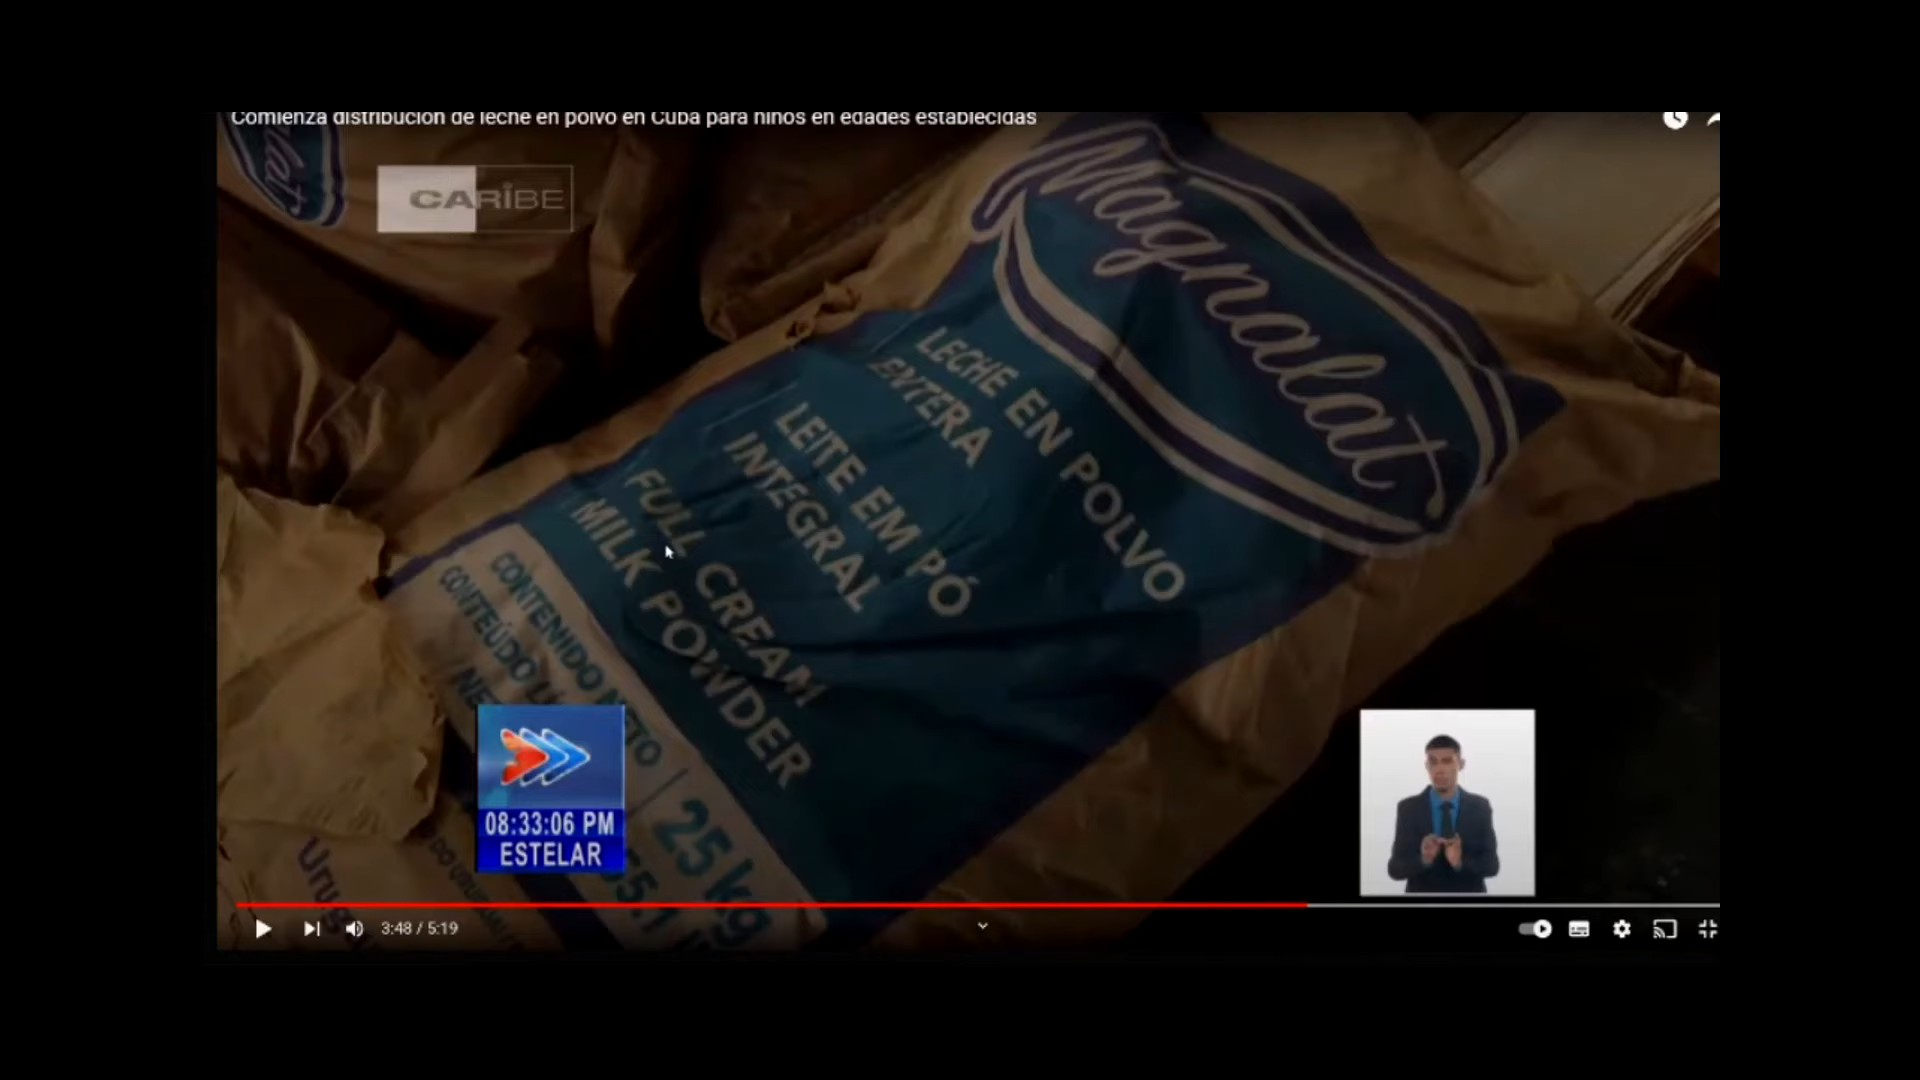 Comienza distribución de leche en polvo en Cuba para niños en edades establecidas
CARIBE
Magnalat
LECHE EN POLVO
ENTERA
LEITE EM PÓ
INTEGRAL
FULL CREAM
MILK POWDER
CONTENIDO NETO
CONTEÚDO
25 kg
08:33:06 PM
ESTELAR
3:48 / 5:19